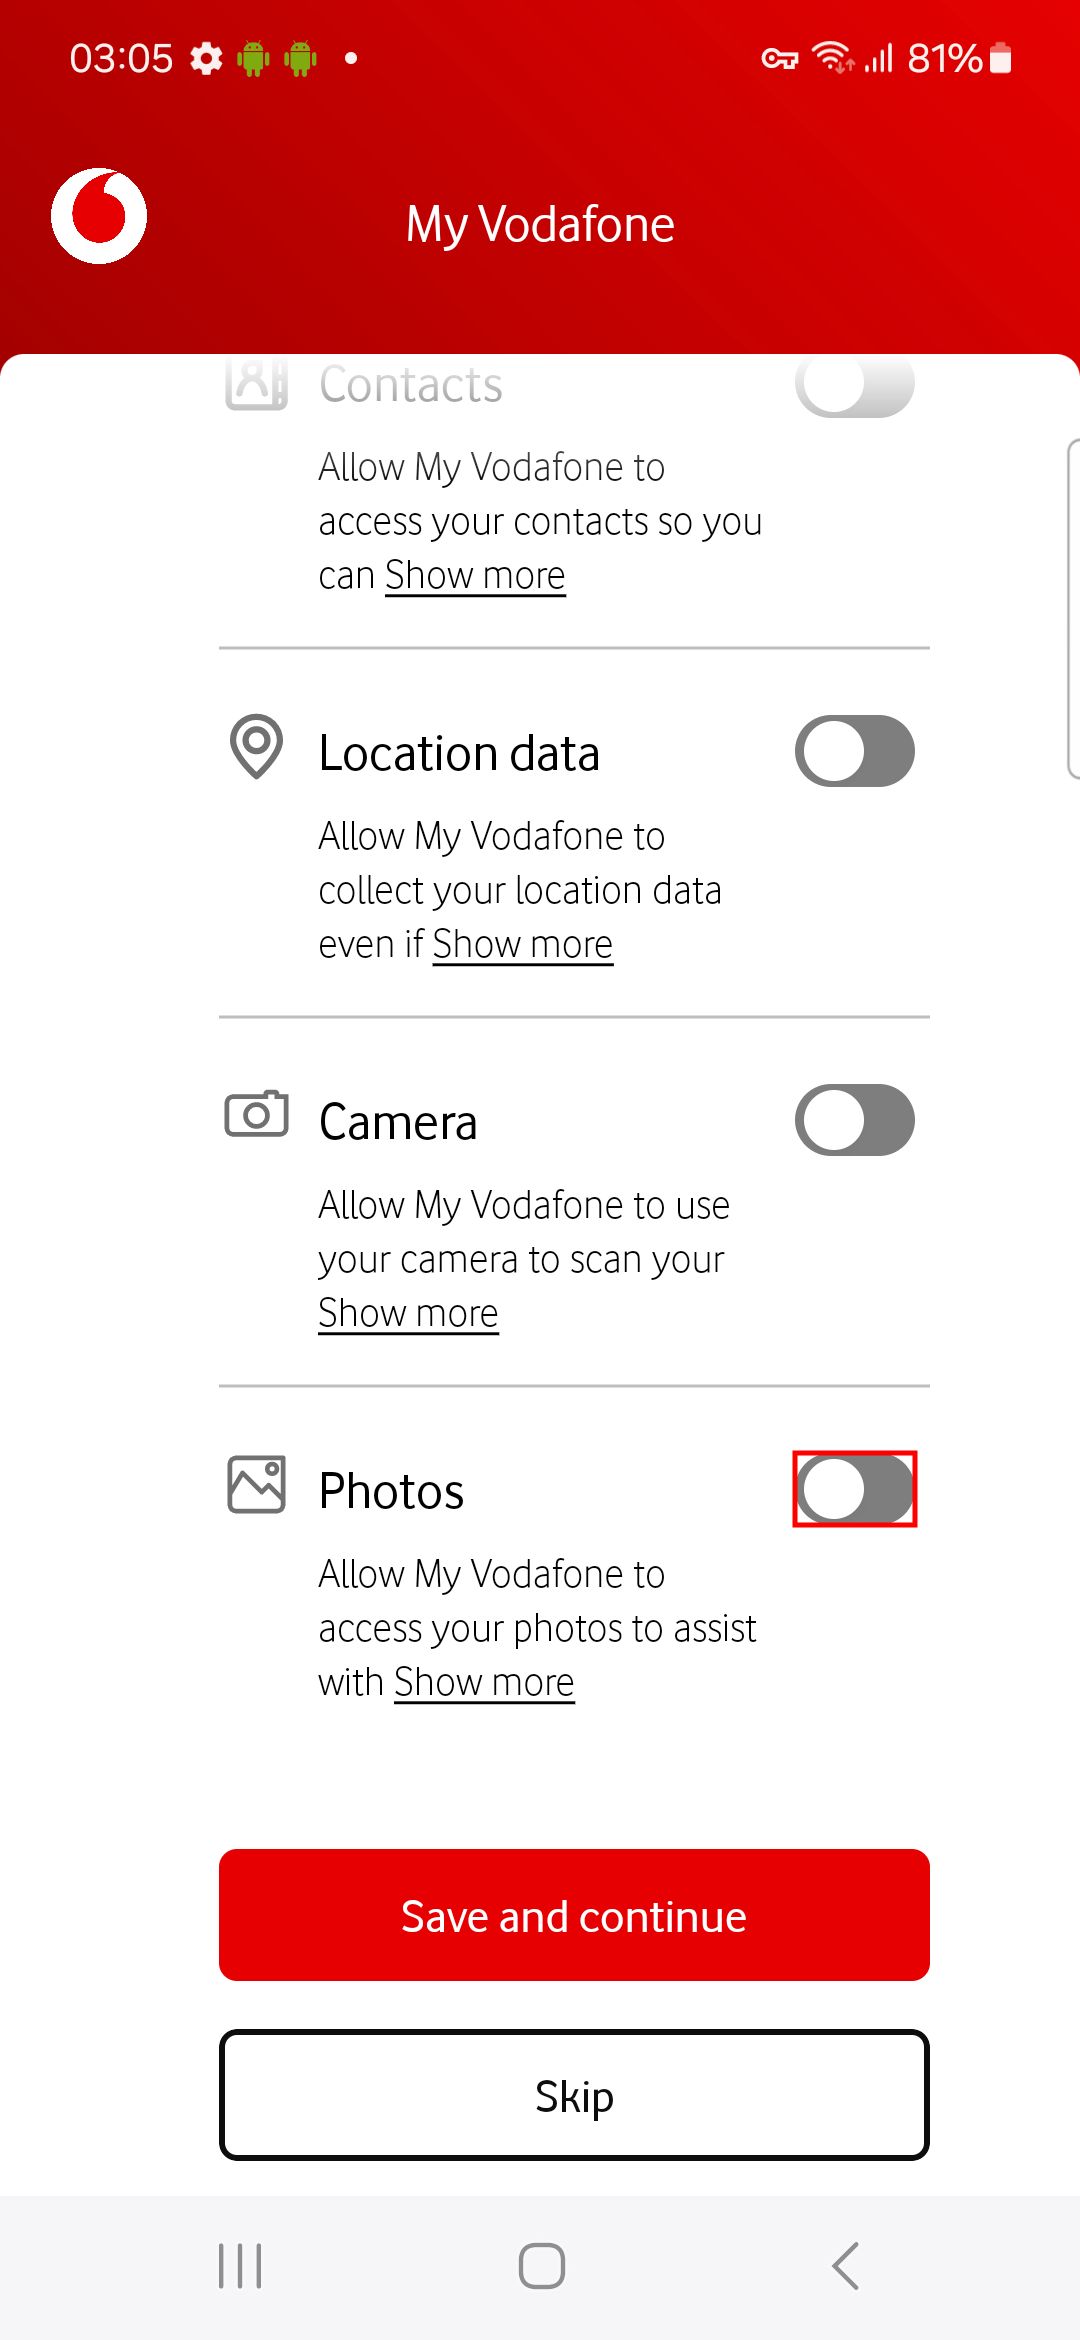 03:05
81%
My Vodafone
Contacts
Allow My Vodafone to
access your contacts so you
can Show more
Location data
Allow My Vodafone to
collect your location data
even if Show more
Camera
Allow My Vodafone to use
your camera to scan your
Show more
Photos
Allow My Vodafone to
access your photos to assist
with Show more
Save and continue
Skip